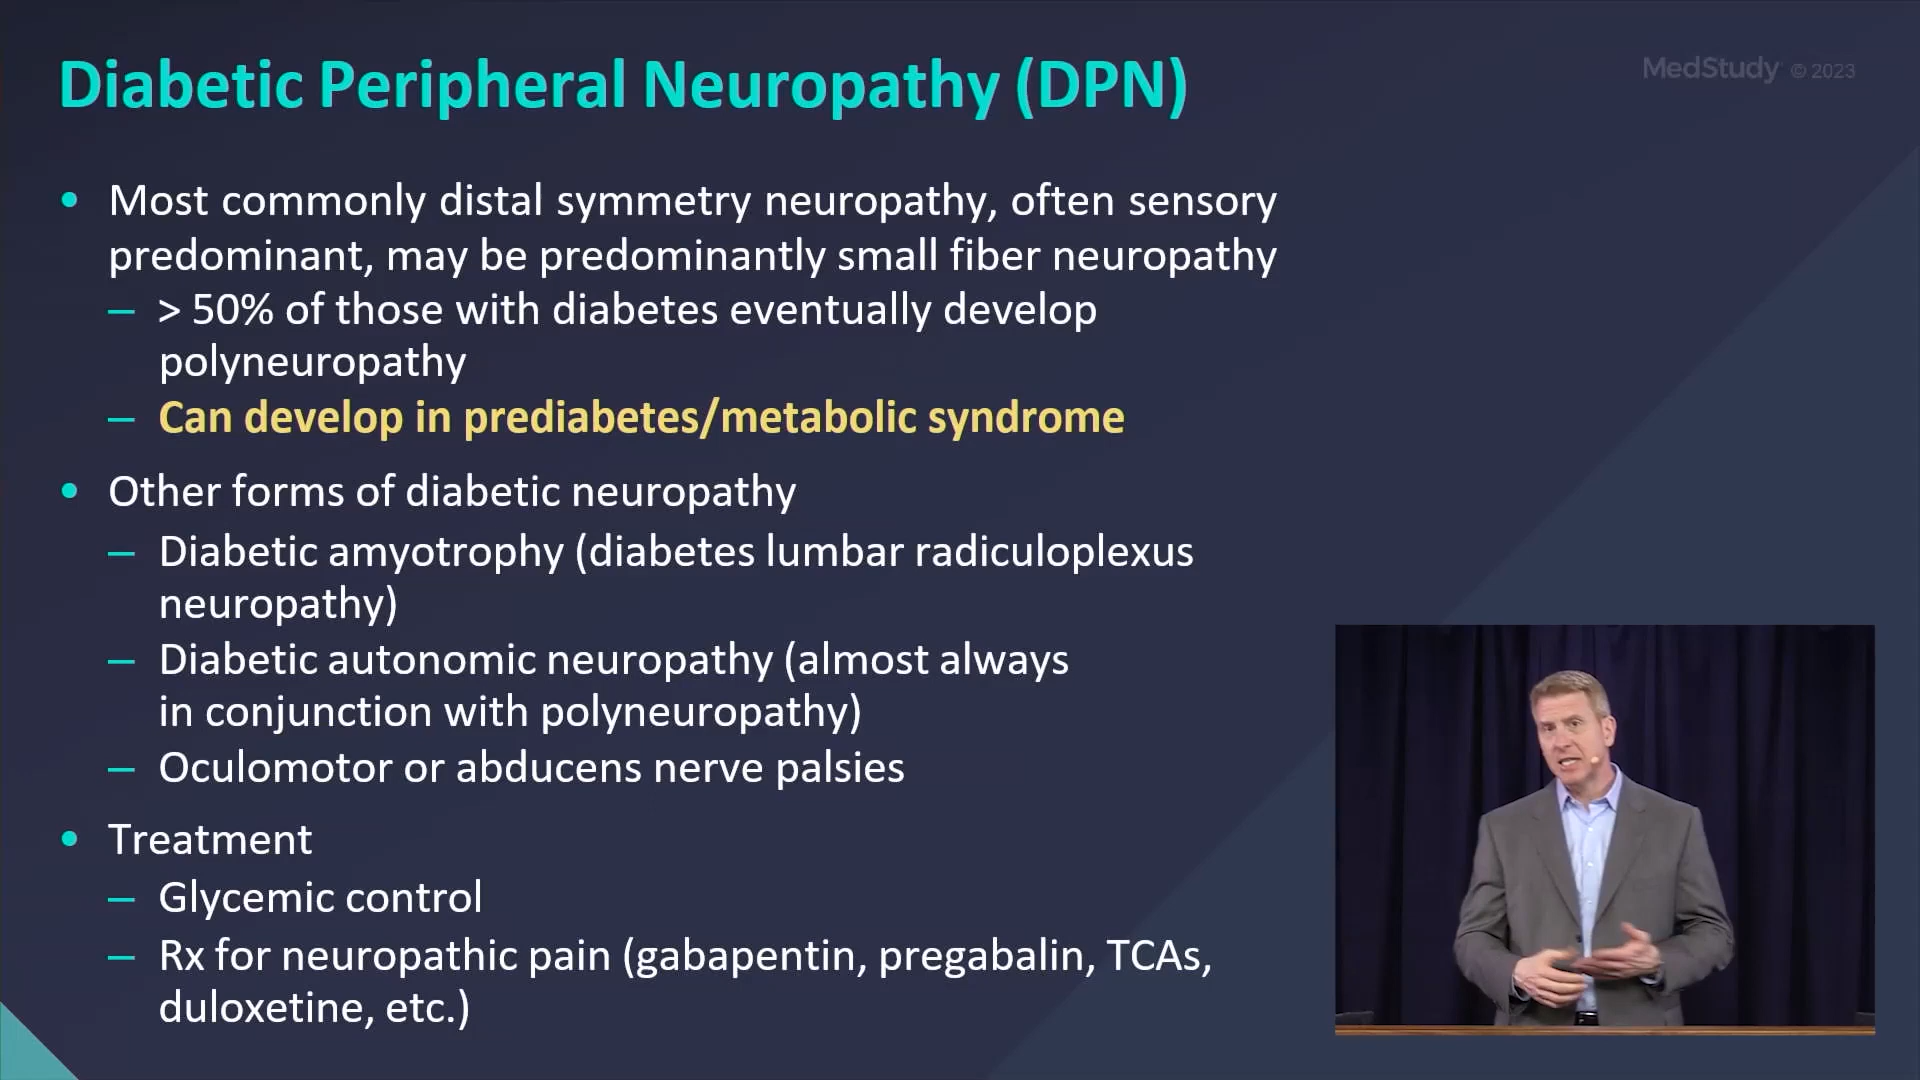 Diabetic Peripheral Neuropathy (DPN)
MedStudy © 2023
• Most commonly distal symmetry neuropathy, often sensory
predominant, may be predominantly small fiber neuropathy
– > 50% of those with diabetes eventually develop
polyneuropathy
– Can develop in prediabetes/metabolic syndrome
• Other forms of diabetic neuropathy
– Diabetic amyotrophy (diabetes lumbar radiculoplexus
neuropathy)
– Diabetic autonomic neuropathy (almost always
in conjunction with polyneuropathy)
– Oculomotor or abducens nerve palsies
• Treatment
– Glycemic control
– Rx for neuropathic pain (gabapentin, pregabalin, TCAs,
duloxetine, etc.)